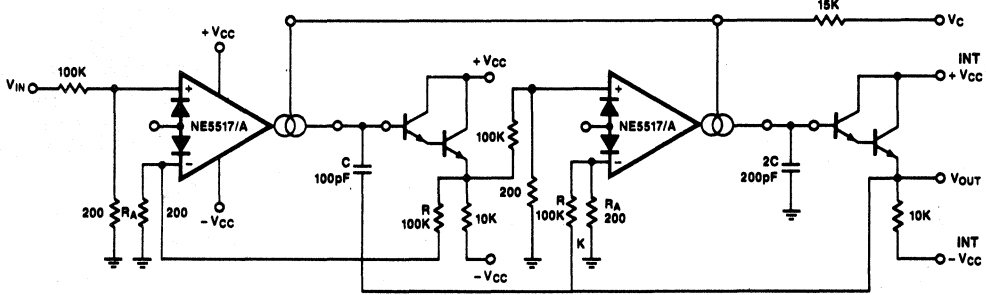 15K
VC
+VCC
INT
+VCC
+VCC
VIN
100K
+
NE5517/A
−
+
NE5517/A
−
100K
C
100pF
2C
200pF
VOUT
200
RA
200
R
100K
10K
200
R
100K
K
RA
200
10K
−VCC
−VCC
INT
−VCC